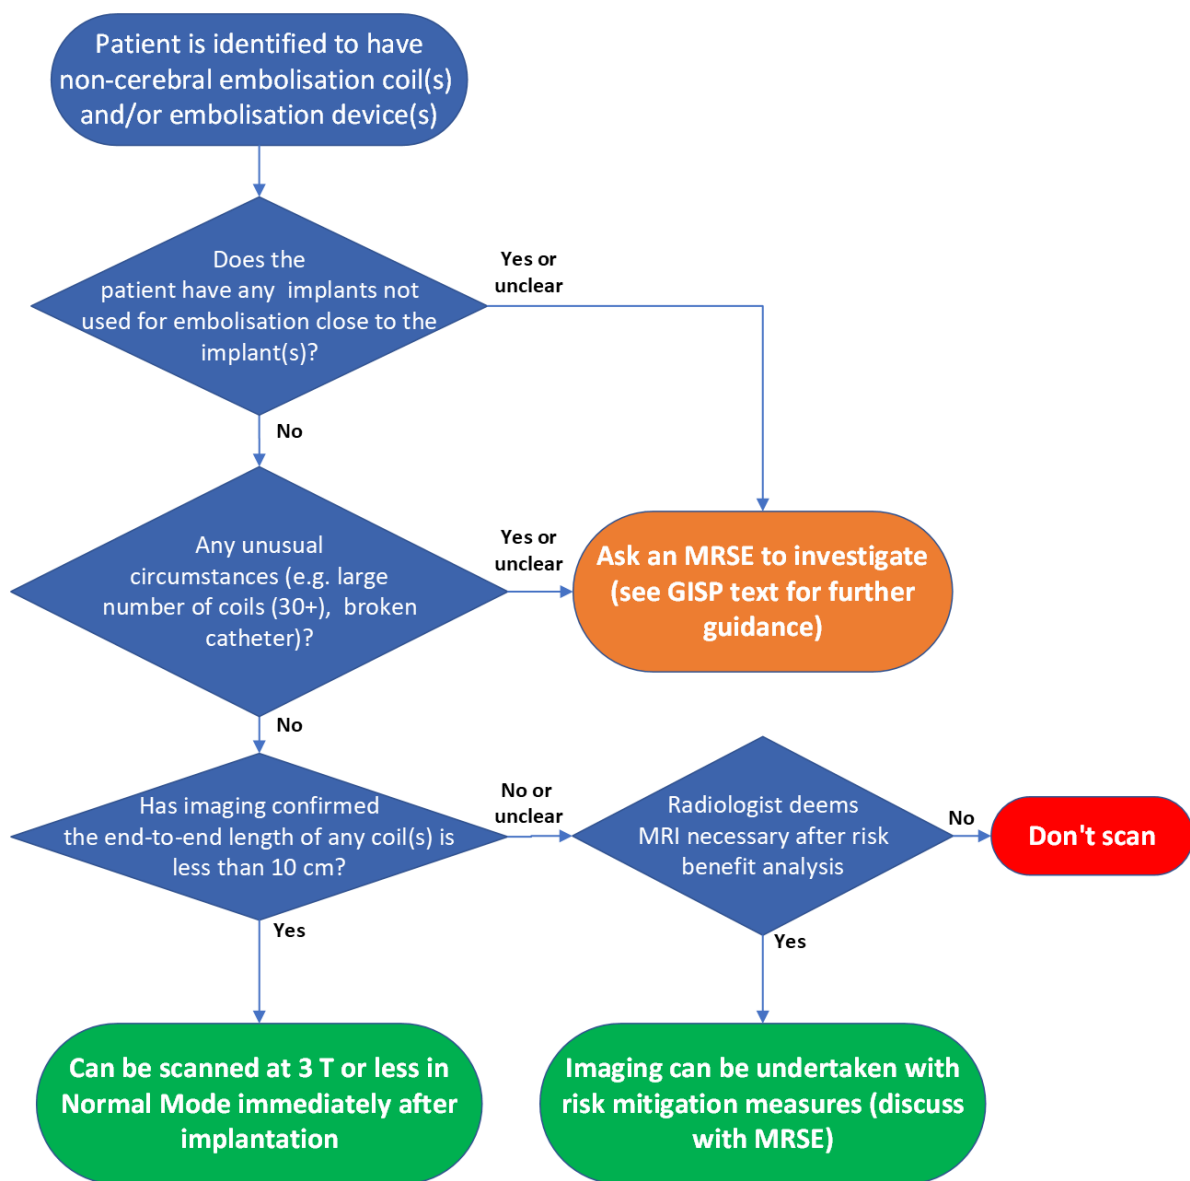 Patient is identified to have
non-cerebral embolisation coil(s)
and/or embolisation device(s)
Does the
patient have any implants not
used for embolisation close to the
implant(s)?
Yes or
unclear
No
Any unusual
circumstances (e.g. large
number of coils (30+), broken
catheter)?
Yes or
unclear
Ask an MRSE to investigate
(see GISP text for further
guidance)
No
Has imaging confirmed
the end-to-end length of any coil(s) is
less than 10 cm?
No or
unclear
Radiologist deems
MRI necessary after risk
benefit analysis
No
Don't scan
Yes
Yes
Can be scanned at 3 T or less in
Normal Mode immediately after
implantation
Imaging can be undertaken with
risk mitigation measures (discuss
with MRSE)